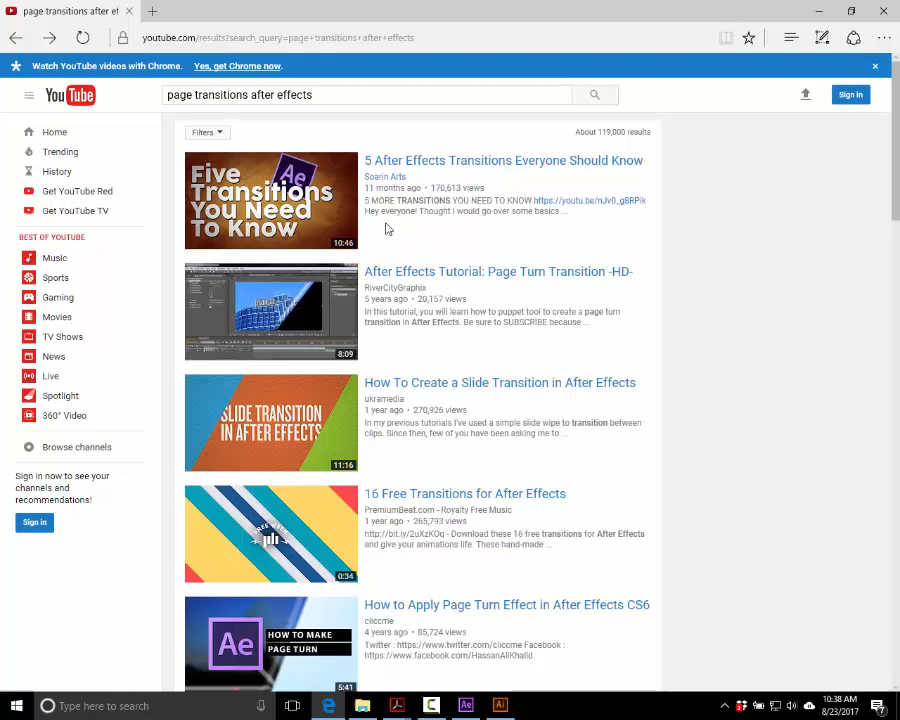 page transitions after ef
youtube.com/results?search_query=page+transitions+after+effects
Watch YouTube videos with Chrome. Yes, get Chrome now.
YouTube
page transitions after effects
Sign in
Home
Trending
History
Get YouTube Red
Get YouTube TV
BEST OF YOUTUBE
Music
Sports
Gaming
Movies
TV Shows
News
Live
Spotlight
360° Video
Browse channels
Sign in now to see your
channels and
recommendations!
Sign in
Filters
About 119,000 results
Five
Transitions
You Need
To Know
Ae
10:46
5 After Effects Transitions Everyone Should Know
Soarin Arts
11 months ago • 170,613 views
5 MORE TRANSITIONS YOU NEED TO KNOW https://youtu.be/nJv0_g8RPik
Hey everyone! Thought I would go over some basics ...
8:09
After Effects Tutorial: Page Turn Transition -HD-
RiverCityGraphix
5 years ago • 20,157 views
In this tutorial, you will learn how to puppet tool to create a page turn
transition in After Effects. Be sure to SUBSCRIBE because ...
SLIDE TRANSITION
IN AFTER EFFECTS
11:16
How To Create a Slide Transition in After Effects
ukramedia
1 year ago • 270,926 views
In my previous tutorials I've used a simple slide wipe to transition between
clips. Since then, few of you have been asking me to ...
FREE WEEK
0:34
16 Free Transitions for After Effects
PremiumBeat.com - Royalty Free Music
1 year ago • 265,793 views
http://bit.ly/2uXzKOq - Download these 16 free transitions for After Effects
and give your animations life. These hand-made ...
Ae
HOW TO MAKE
PAGE TURN
5:41
How to Apply Page Turn Effect in After Effects CS6
cliccme
4 years ago • 85,724 views
Twitter : https://www.twitter.com/cliccme Facebook :
https://www.facebook.com/HassanAliKhalid
Type here to search
Ae
Ai
10:38 AM
8/23/2017